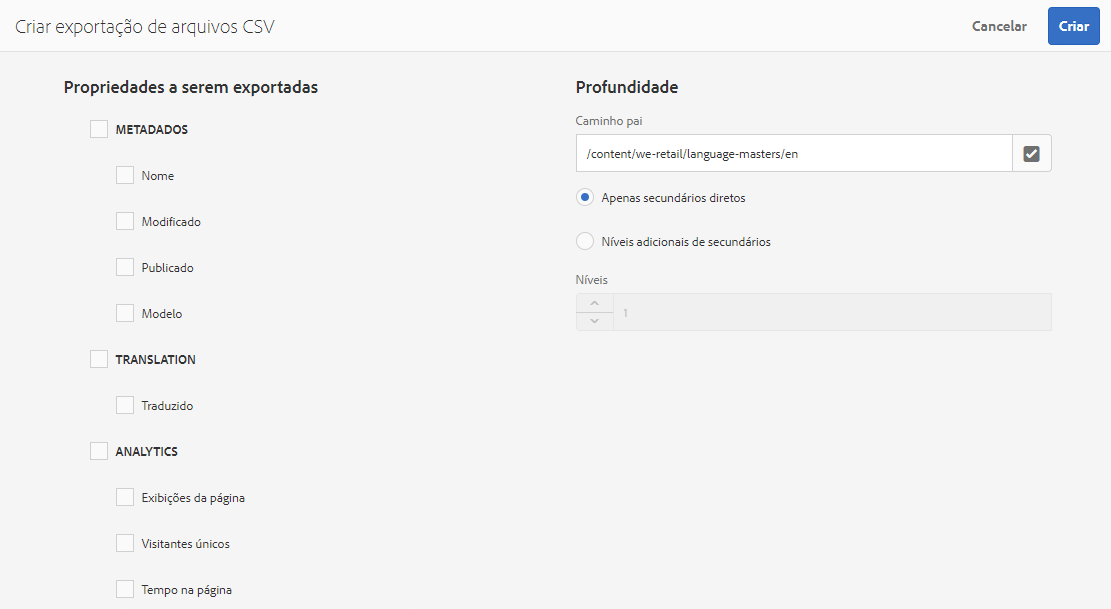 Criar exportação de arquivos CSV
Cancelar
Criar
Propriedades a serem exportadas
METADADOS
Nome
Modificado
Publicado
Modelo
TRANSLATION
Traduzido
ANALYTICS
Exibições da página
Visitantes únicos
Tempo na página
Profundidade
Caminho pai
/content/we-retail/language-masters/en
Apenas secundários diretos
Níveis adicionais de secundários
Níveis
1